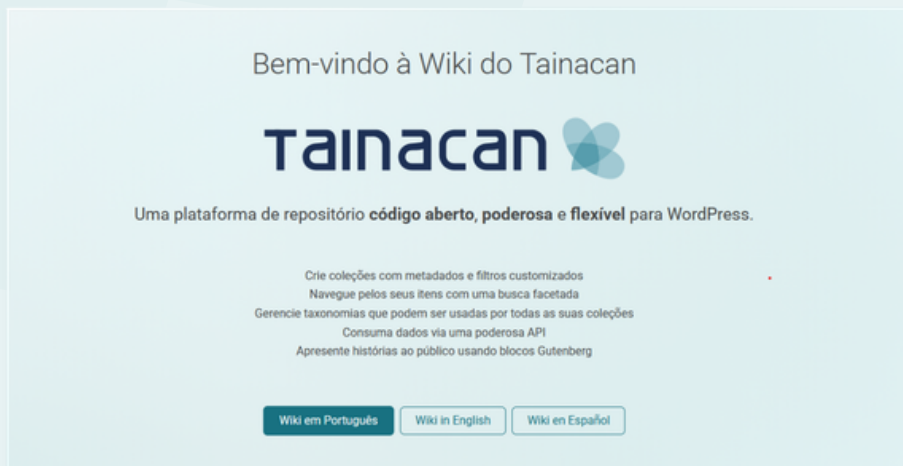 Bem-vindo à Wiki do Tainacan
Tainacan
Uma plataforma de repositório código aberto, poderosa e flexível para WordPress.
Crie coleções com metadados e filtros customizados
Navegue pelos seus itens com uma busca facetada
Gerencie taxonomias que podem ser usadas por todas as suas coleções
Consuma dados via uma poderosa API
Apresente histórias ao público usando blocos Gutenberg
Wiki em Português Wiki in English Wiki en Español